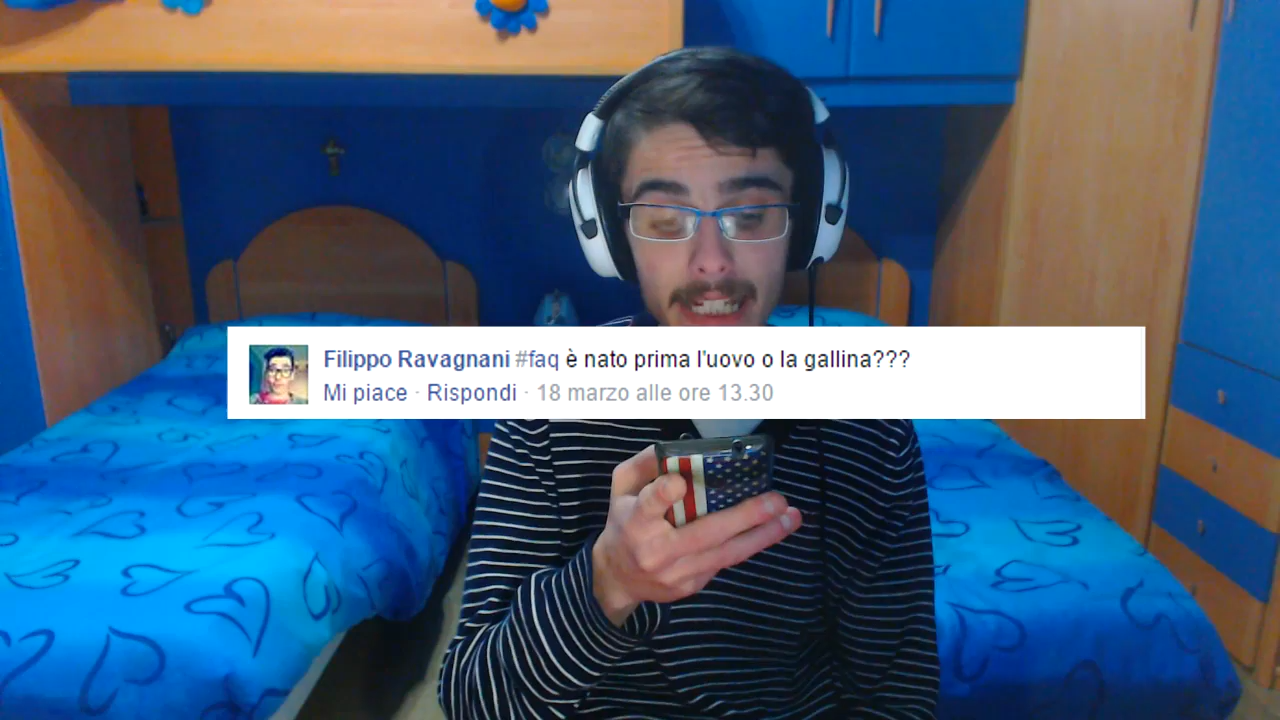 Filippo Ravagnani #faq è nato prima l'uovo o la gallina???
Mi piace · Rispondi · 18 marzo alle ore 13.30